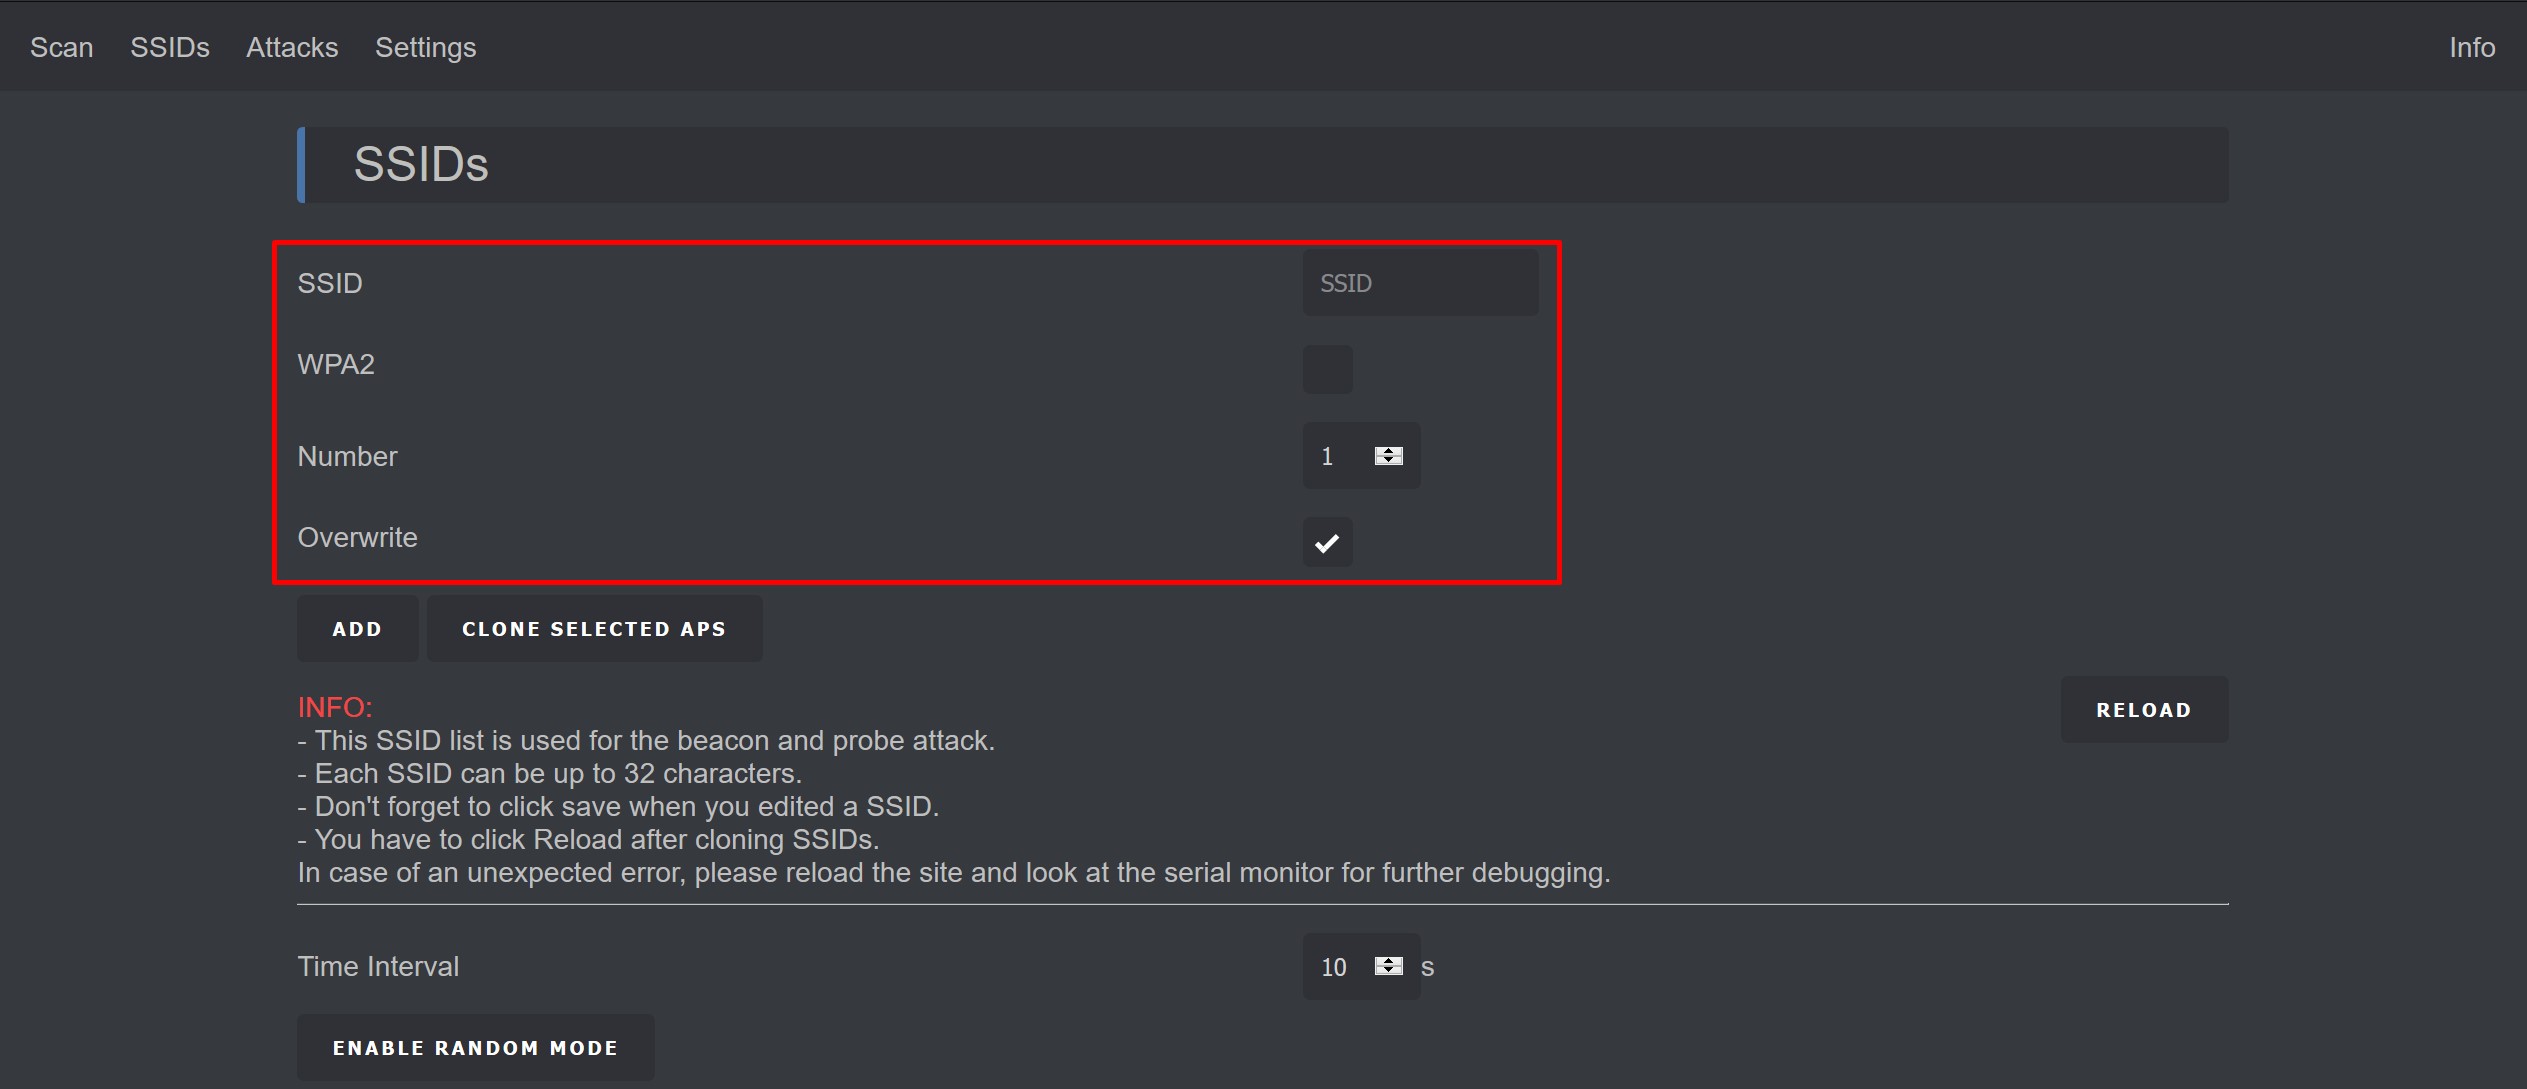 Scan SSIDs Attacks Settings Info
SSIDs
SSID SSID
WPA2
Number 1
Overwrite
ADD CLONE SELECTED APS
INFO:
RELOAD
- This SSID list is used for the beacon and probe attack.
- Each SSID can be up to 32 characters.
- Don't forget to click save when you edited a SSID.
- You have to click Reload after cloning SSIDs.
In case of an unexpected error, please reload the site and look at the serial monitor for further debugging.
Time Interval 10 s
ENABLE RANDOM MODE